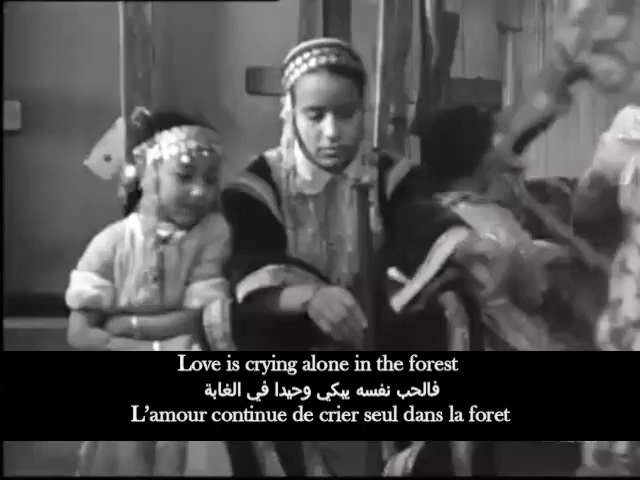 Love is crying alone in the forest
فالحب نفسه يبكي وحيدا في الغابة
L'amour continue de crier seul dans la foret